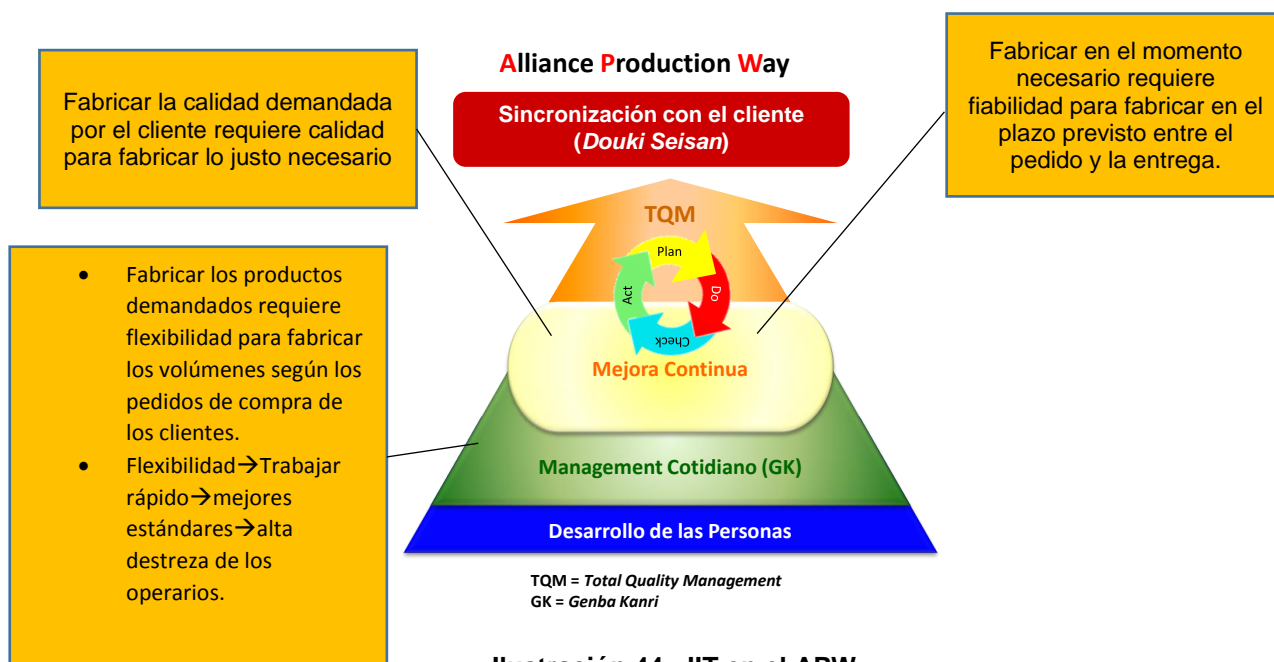 Alliance Production Way
Sincronización con el cliente
(Douki Seisan)
Fabricar la calidad demandada
por el cliente requiere calidad
para fabricar lo justo necesario
Fabricar en el momento
necesario requiere
fiabilidad para fabricar en el
plazo previsto entre el
pedido y la entrega.
• Fabricar los productos
demandados requiere
flexibilidad para fabricar
los volúmenes según los
pedidos de compra de
los clientes.
• Flexibilidad→Trabajar
rápido→mejores
estándares→alta
destreza de los
operarios.
TQM
Plan
Do
Check
Act
Mejora Continua
Management Cotidiano (GK)
Desarrollo de las Personas
TQM = Total Quality Management
GK = Genba Kanri